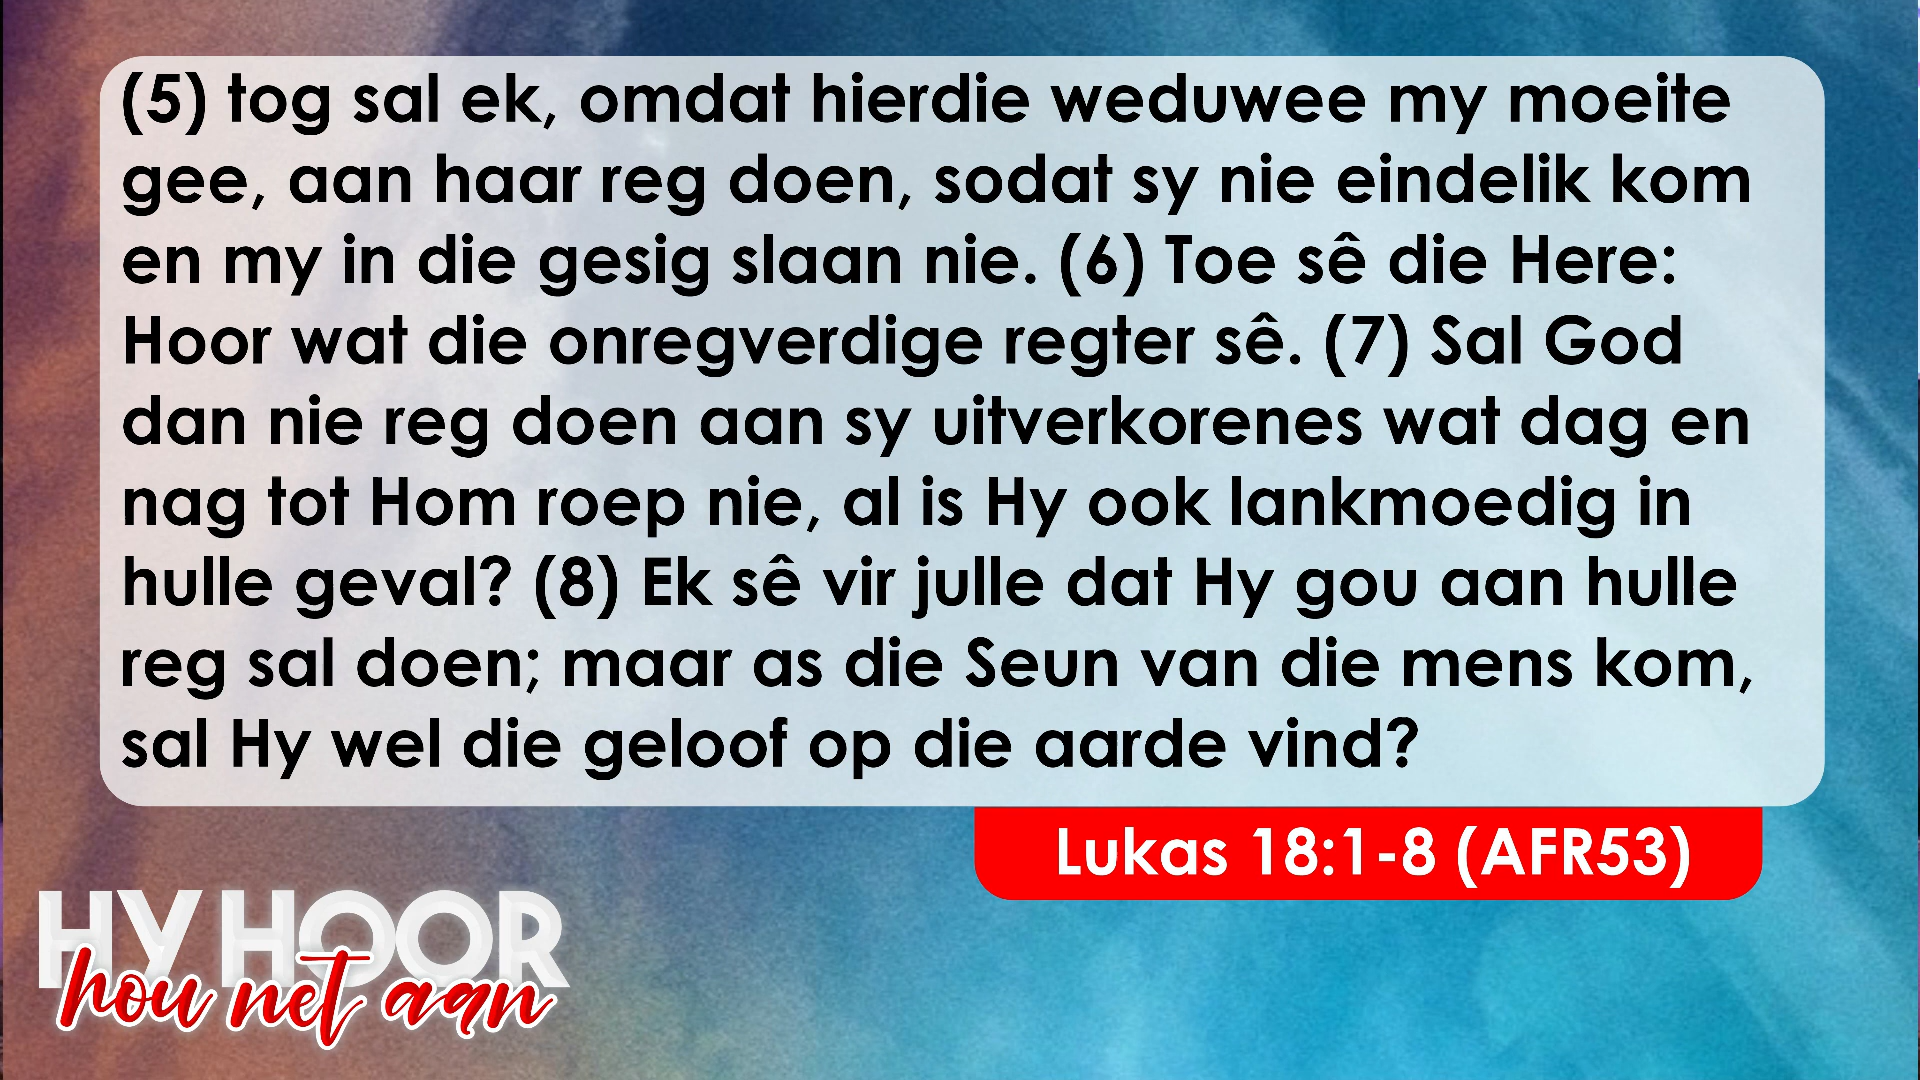 (5) tog sal ek, omdat hierdie weduwee my moeite
gee, aan haar reg doen, sodat sy nie eindelik kom
en my in die gesig slaan nie. (6) Toe sê die Here:
Hoor wat die onregverdige regter sê. (7) Sal God
dan nie reg doen aan sy uitverkorenes wat dag en
nag tot Hom roep nie, al is Hy ook lankmoedig in
hulle geval? (8) Ek sê vir julle dat Hy gou aan hulle
reg sal doen; maar as die Seun van die mens kom,
sal Hy wel die geloof op die aarde vind?
Lukas 18:1-8 (AFR53)
HY HOOR
hou net aan